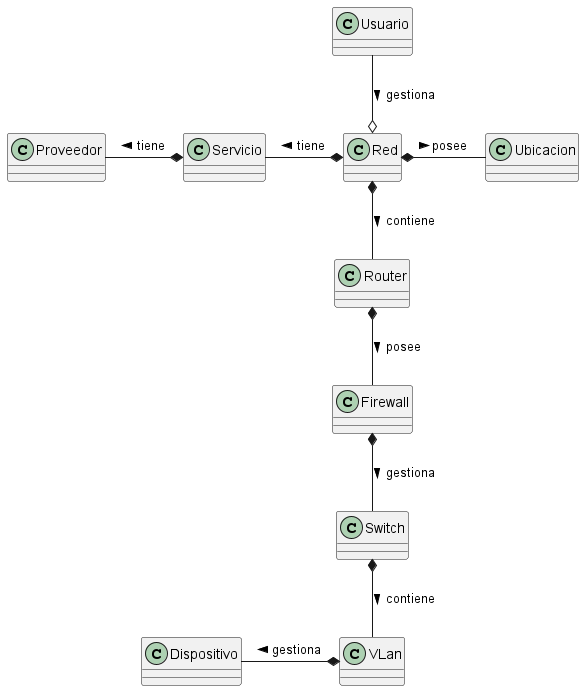 C Usuario
gestiona
C Proveedor
tiene
C Servicio
tiene
C Red
posee
C Ubicacion
contiene
C Router
posee
C Firewall
gestiona
C Switch
contiene
C Dispositivo
gestiona
C VLan